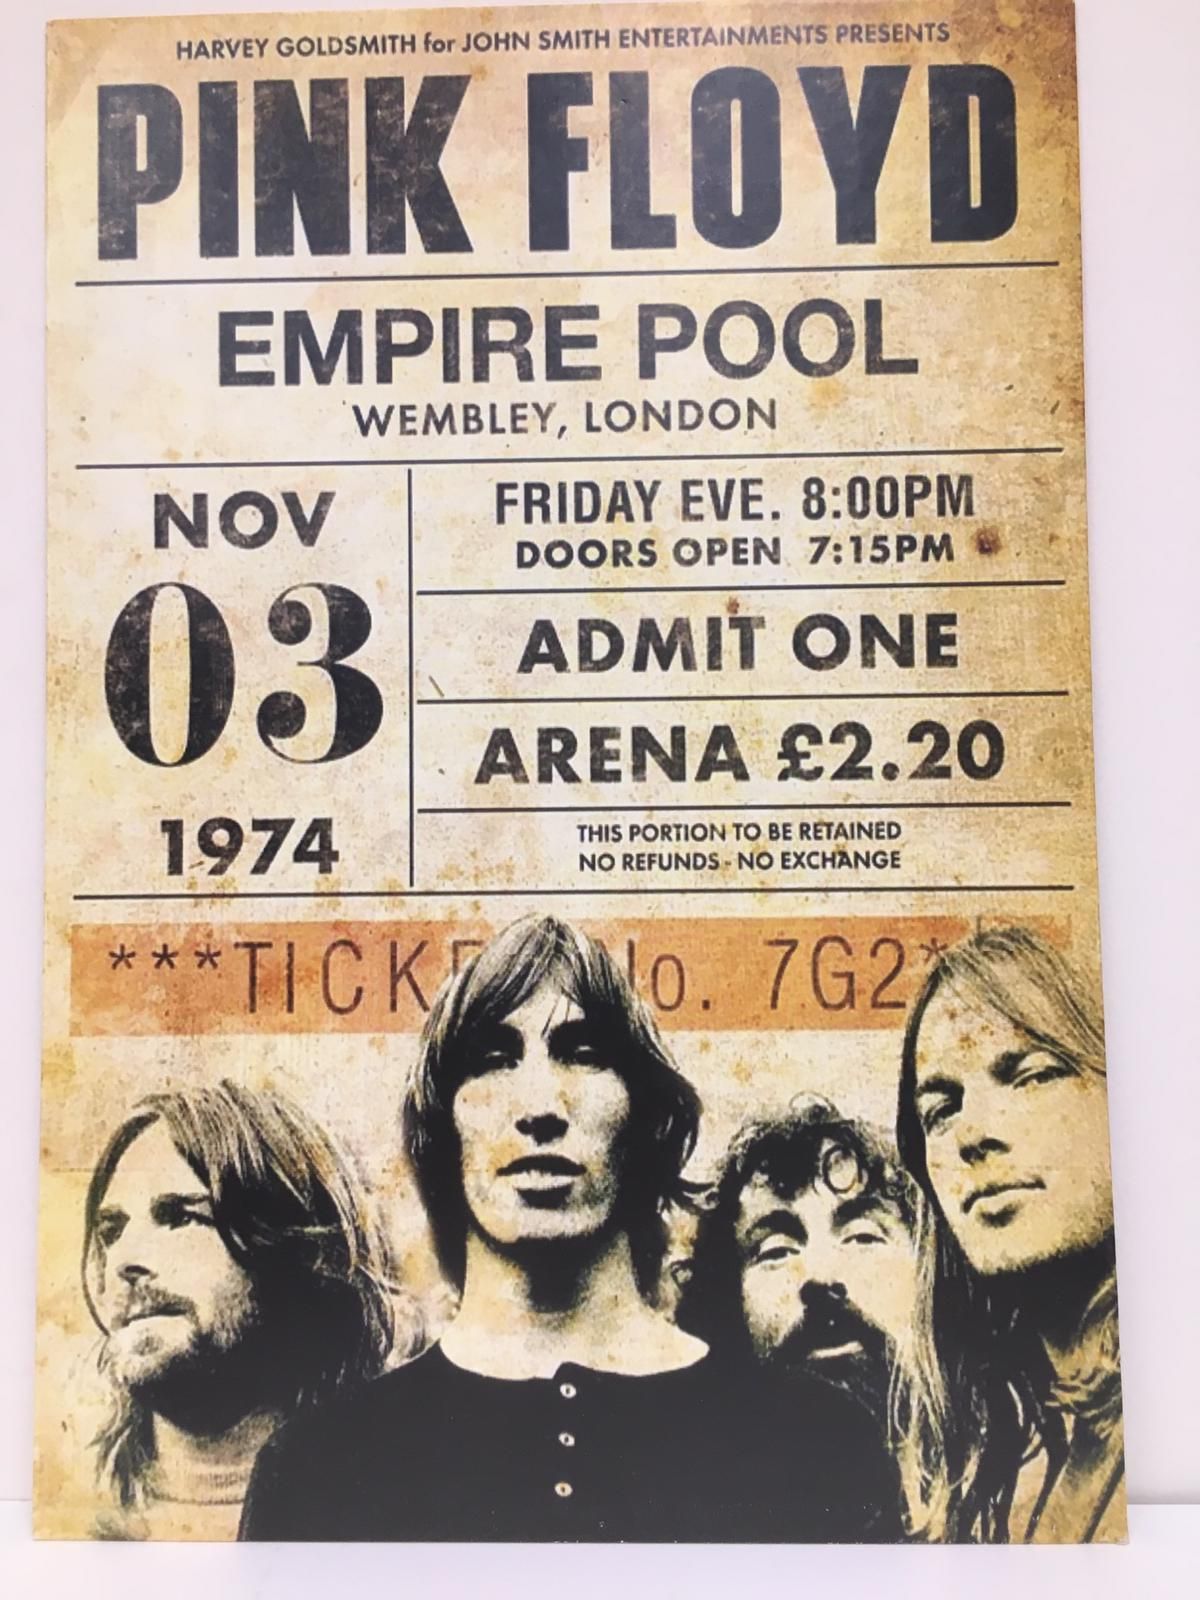 HARVEY GOLDSMITH for JOHN SMITH ENTERTAINMENTS PRESENTS
PINK FLOYD
EMPIRE POOL
WEMBLEY, LONDON
NOV
03
1974
FRIDAY EVE. 8:00PM
DOORS OPEN 7:15PM
ADMIT ONE
ARENA £2.20
THIS PORTION TO BE RETAINED
NO REFUNDS - NO EXCHANGE
***TICKE No. 7G2*